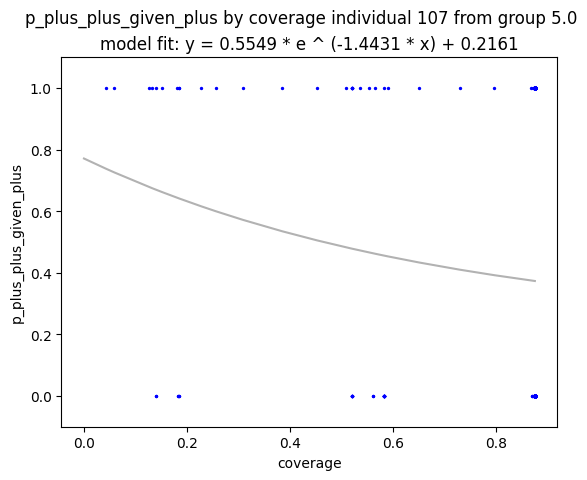 p_plus_plus_given_plus by coverage individual 107 from group 5.0
model fit: y = 0.5549 * e ^ (-1.4431 * x) + 0.2161
1.0
0.8
0.6
0.4
0.2
0.0
p_plus_plus_given_plus
0.0 0.2 0.4 0.6 0.8
coverage